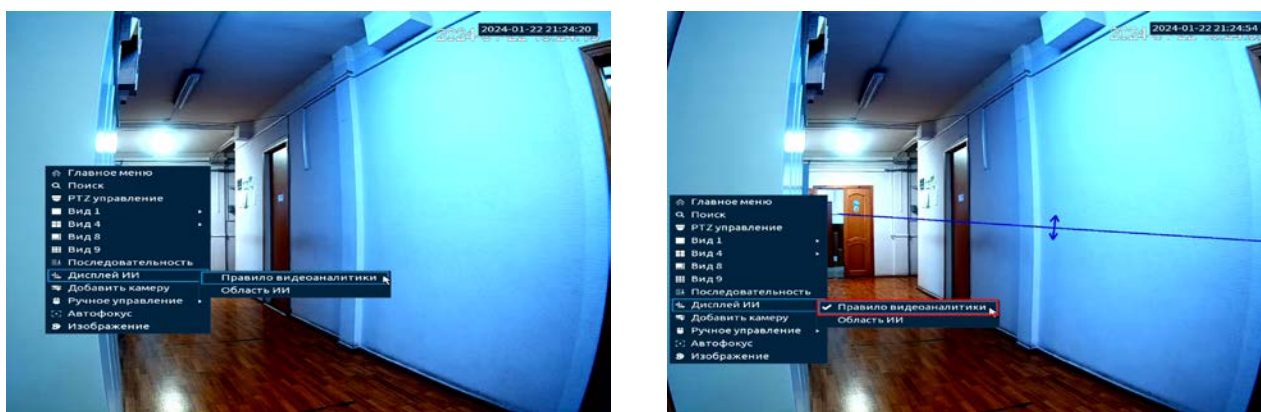 2024-01-22 21:24:20
Главное меню
Поиск
PTZ управление
Вид 1
Вид 4
Вид 8
Вид 9
Последовательность
Дисплей ИИ
Правило видеоаналитики
Добавить камеру
Область ИИ
Ручное управление
Автофокус
Изображение
2024-01-22 21:24:54
Главное меню
Поиск
PTZ управление
Вид 1
Вид 4
Вид 8
Вид 9
Последовательность
Дисплей ИИ
Правило видеоаналитики
Добавить камеру
Область ИИ
Ручное управление
Автофокус
Изображение